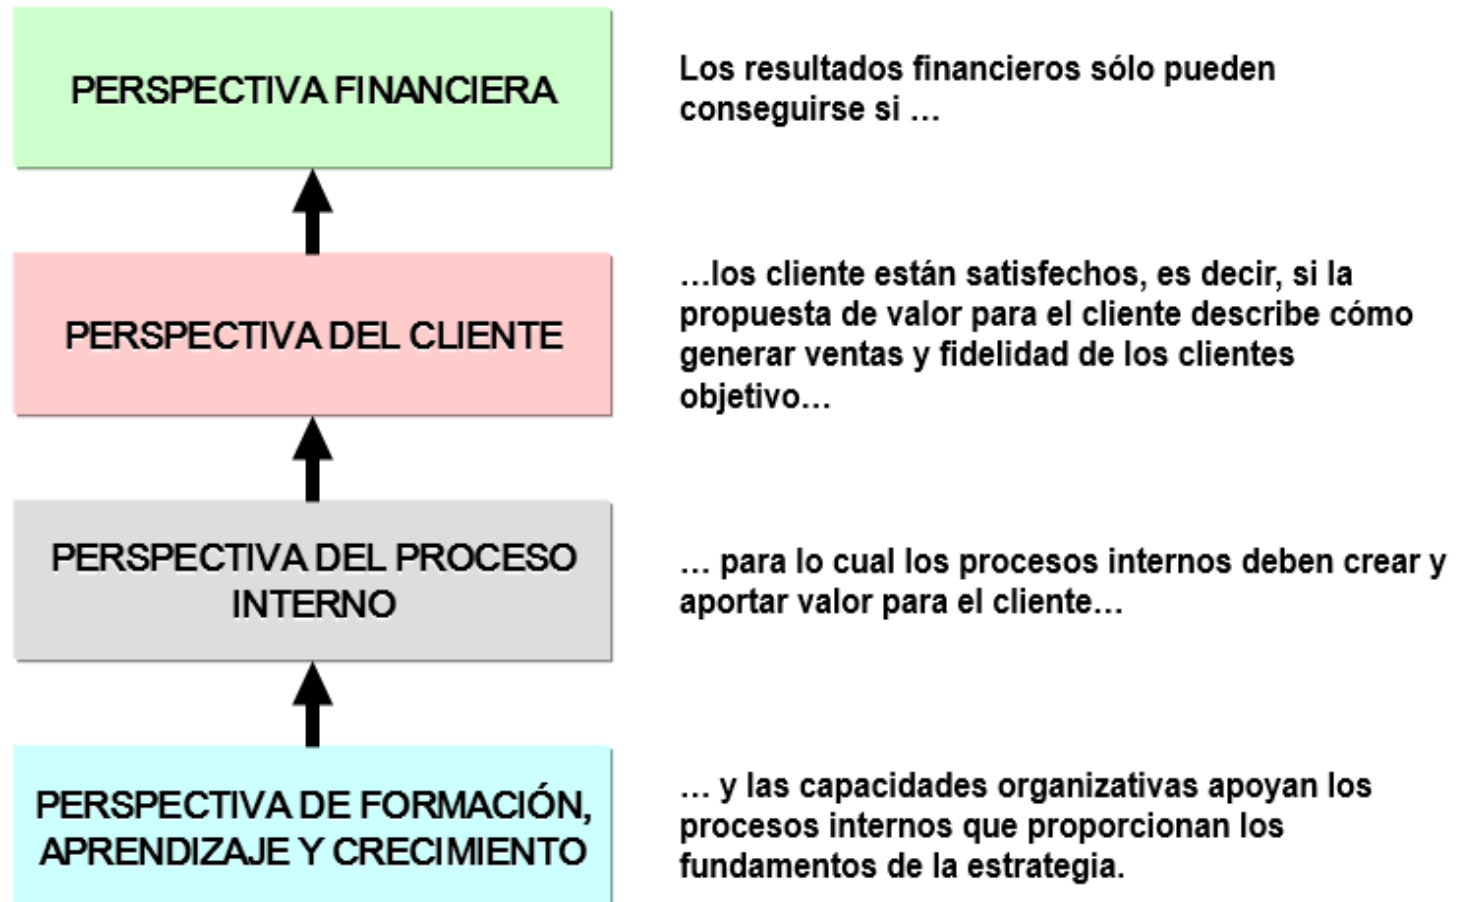 PERSPECTIVA FINANCIERA
Los resultados financieros sólo pueden
conseguirse si …
PERSPECTIVA DEL CLIENTE
…los cliente están satisfechos, es decir, si la
propuesta de valor para el cliente describe cómo
generar ventas y fidelidad de los clientes
objetivo…
PERSPECTIVA DEL PROCESO
INTERNO
… para lo cual los procesos internos deben crear y
aportar valor para el cliente…
PERSPECTIVA DE FORMACIÓN,
APRENDIZAJE Y CRECIMIENTO
… y las capacidades organizativas apoyan los
procesos internos que proporcionan los
fundamentos de la estrategia.